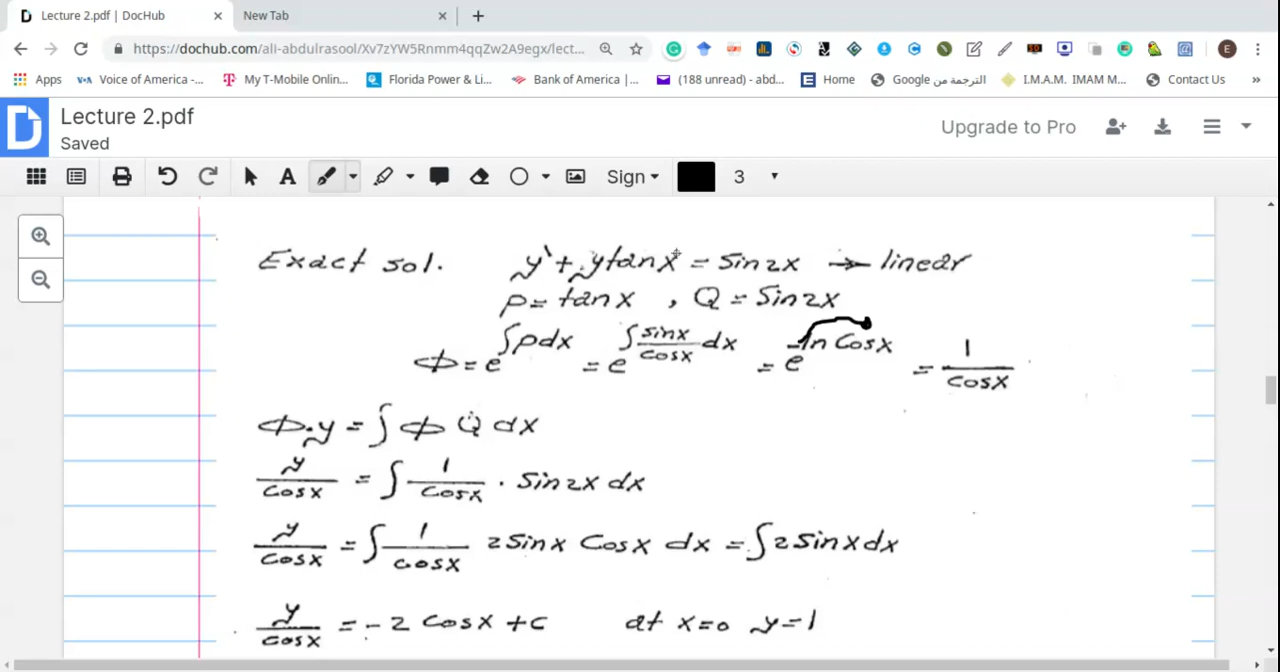 Lecture 2.pdf | DocHub
New Tab
https://dochub.com/ali-abdulrasool/Xv7zYW5Rnmm4qqZw2A9egx/lect...
E
Apps
Voice of America -...
My T-Mobile Onlin...
Florida Power & Li...
Bank of America |...
(188 unread) - abd...
Home
Google الترجمة من
I.M.A.M. IMAM M...
Contact Us
»
Lecture 2.pdf
Saved
Upgrade to Pro
A
Sign
3
Exact sol. y' + y tan x = sin 2x → linear
P = tan x , Q = sin 2x
Φ = e^∫p dx = e^∫(sin x / cos x) dx = e^-ln cos x = 1 / cos x
Φ.y = ∫ Φ Q dx
y / cos x = ∫ 1 / cos x . sin 2x dx
y / cos x = ∫ 1 / cos x 2 sin x cos x dx = ∫ 2 sin x dx
y / cos x = - 2 cos x + c at x=0 y=1